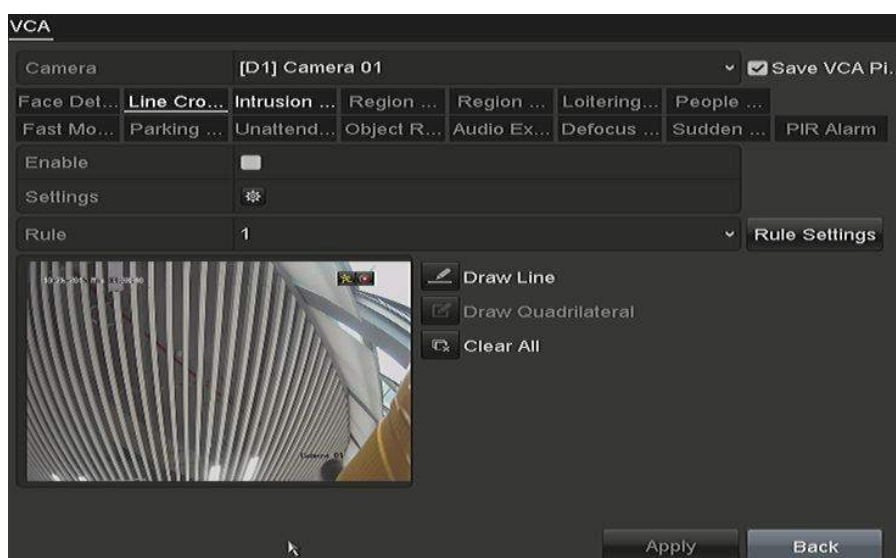 VCA
Camera [D1] Camera 01 Save VCA Pi.
Face Det... Line Cro... Intrusion ... Region ... Region ... Loitering... People ...
Fast Mo... Parking ... Unattend... Object R... Audio Ex... Defocus ... Sudden ... PIR Alarm
Enable
Settings
Rule 1 Rule Settings
Draw Line
Draw Quadrilateral
Clear All
Camera 01
Apply Back